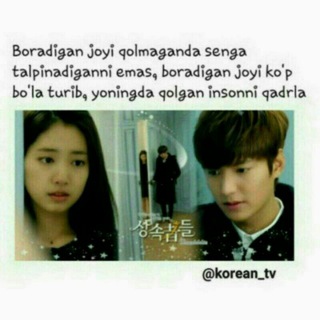 Boradigan joyi qolmaganda senga
talpinadiganni emas, boradigan joyi ko'p
bo'la turib, yoningda qolgan insonni qadrla
상속者들
@korean_tv